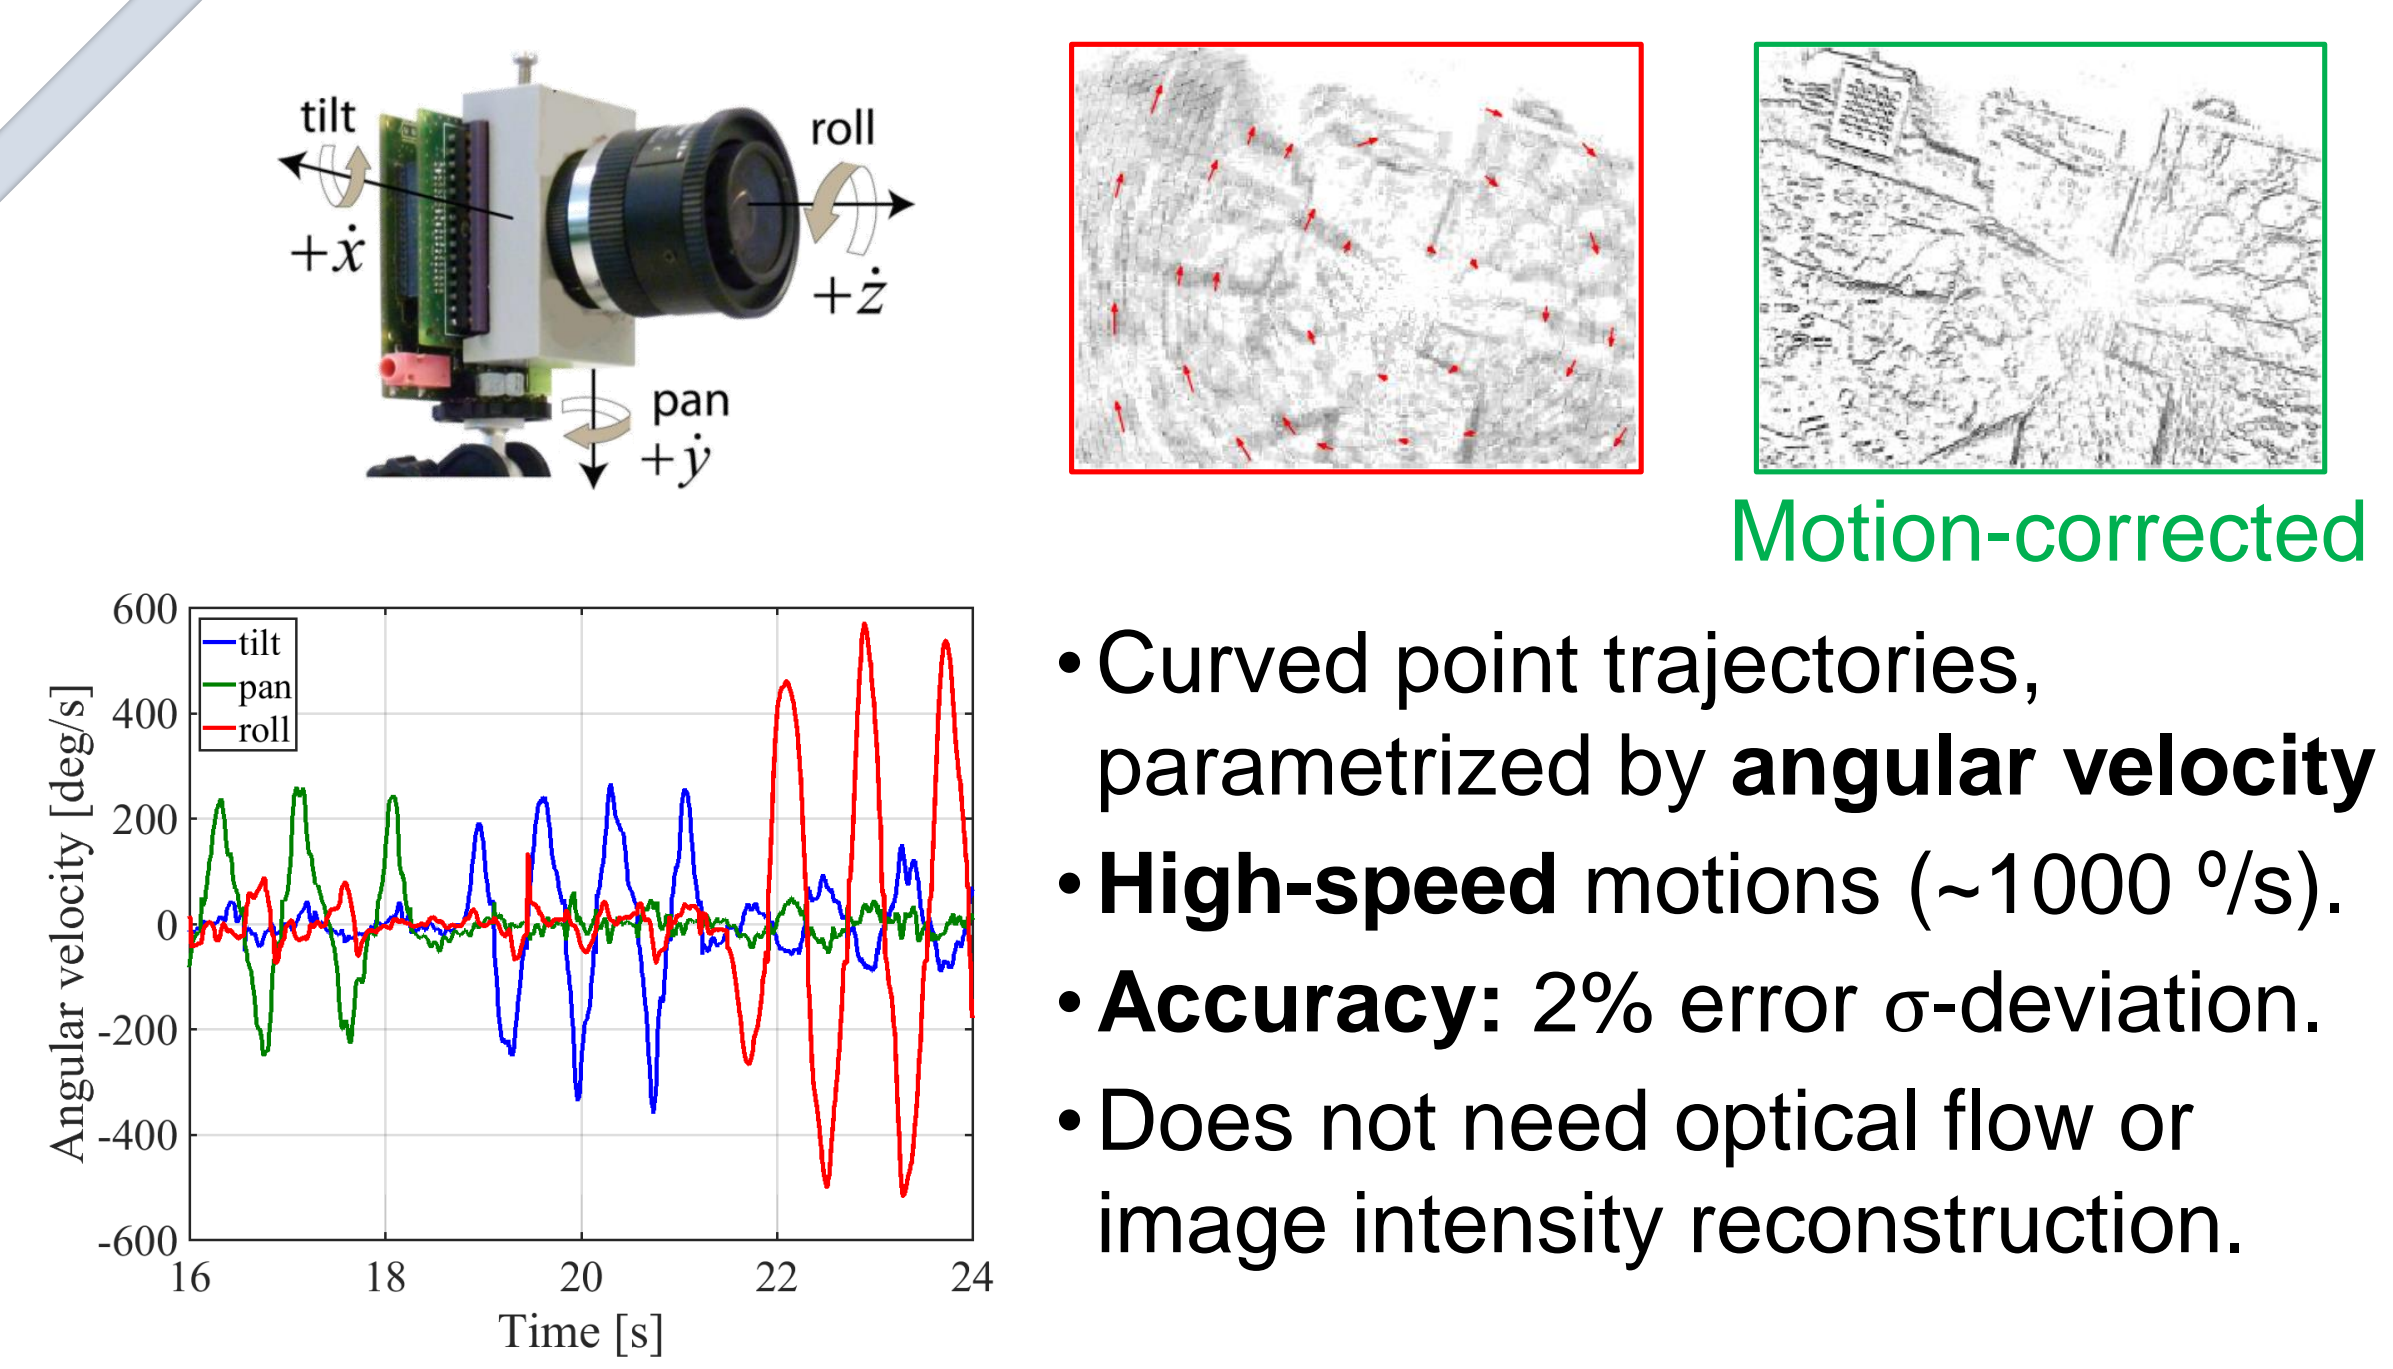 tilt
+ẋ
roll
+ż
pan
+ẏ
Motion-corrected
600
400
200
0
-200
-400
-600
16 18 20 22 24
Angular velocity [deg/s]
Time [s]
tilt
pan
roll
•Curved point trajectories,
parametrized by angular velocity
•High-speed motions (~1000 º/s).
•Accuracy: 2% error σ-deviation.
•Does not need optical flow or
image intensity reconstruction.